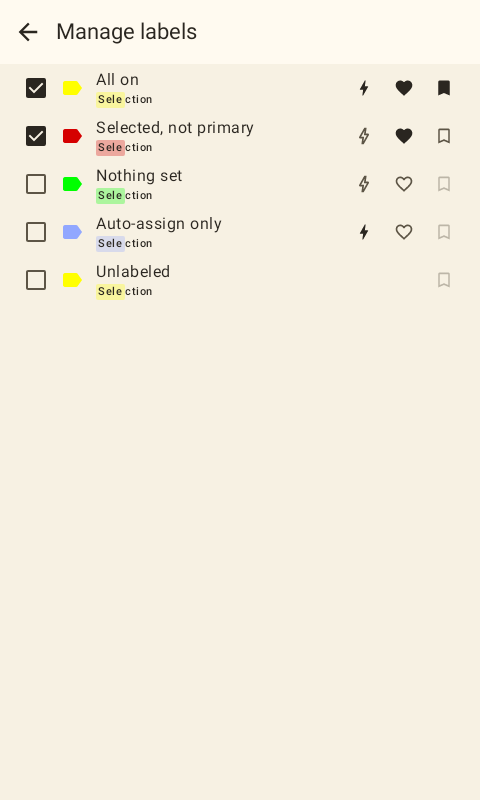 Manage labels
All on
Selection
Selected, not primary
Selection
Nothing set
Selection
Auto-assign only
Selection
Unlabeled
Selection